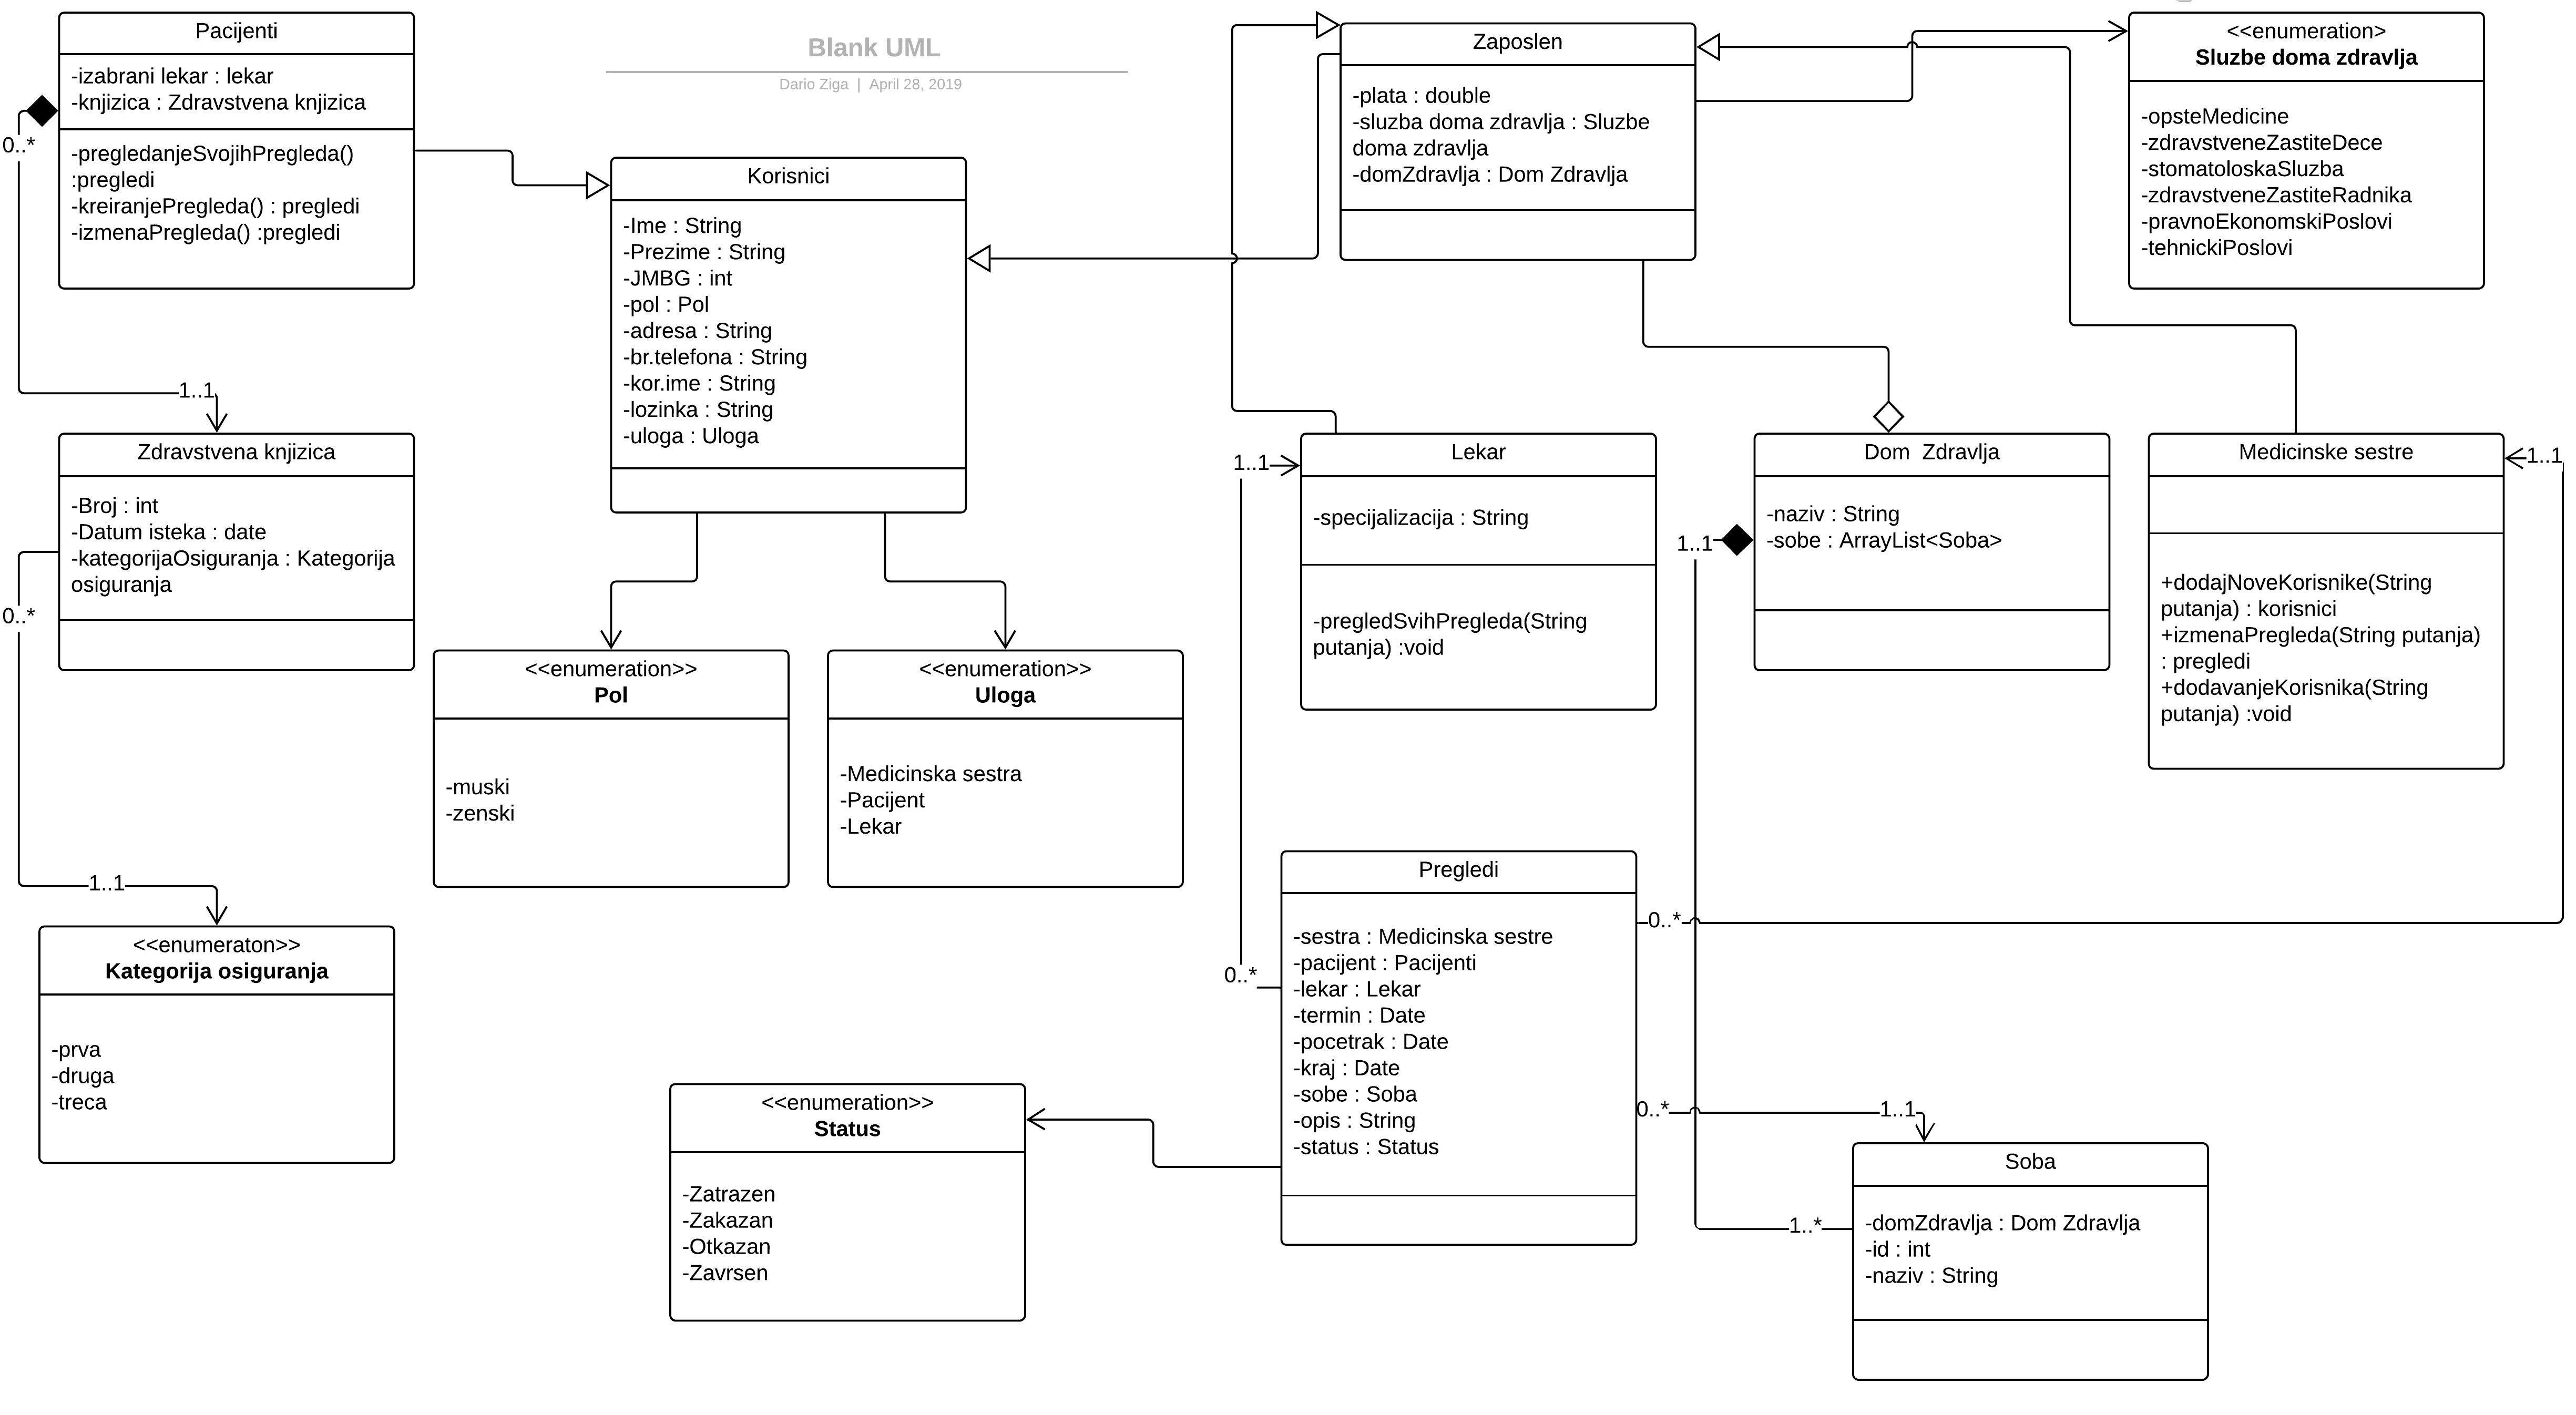 Blank UML
Dario Ziga | April 28, 2019
Pacijenti
-izabrani lekar : lekar
-knjizica : Zdravstvena knjizica
-pregledanjeSvojihPregleda()
:pregledi
-kreiranjePregleda() : pregledi
-izmenaPregleda() :pregledi
0..*
1..1
Korisnici
-Ime : String
-Prezime : String
-JMBG : int
-pol : Pol
-adresa : String
-br.telefona : String
-kor.ime : String
-lozinka : String
-uloga : Uloga
Zaposlen
-plata : double
-sluzba doma zdravlja : Sluzbe
doma zdravlja
-domZdravlja : Dom Zdravlja
<<enumeration>
Sluzbe doma zdravlja
-opsteMedicine
-zdravstveneZastiteDece
-stomatoloskaSluzba
-zdravstveneZastiteRadnika
-pravnoEkonomskiPoslovi
-tehnickiPoslovi
Zdravstvena knjizica
-Broj : int
-Datum isteka : date
-kategorijaOsiguranja : Kategorija
osiguranja
0..*
1..1
<<enumeration>>
Pol
-muski
-zenski
<<enumeration>>
Uloga
-Medicinska sestra
-Pacijent
-Lekar
1..1
Lekar
-specijalizacija : String
-pregledSvihPregleda(String
putanja) :void
1..1
Dom  Zdravlja
-naziv : String
-sobe : ArrayList<Soba>
Medicinske sestre
+dodajNoveKorisnike(String
putanja) : korisnici
+izmenaPregleda(String putanja)
: pregledi
+dodavanjeKorisnika(String
putanja) :void
1..1
<<enumeraton>>
Kategorija osiguranja
-prva
-druga
-treca
<<enumeration>>
Status
-Zatrazen
-Zakazan
-Otkazan
-Zavrsen
0..*
Pregledi
-sestra : Medicinska sestre
-pacijent : Pacijenti
-lekar : Lekar
-termin : Date
-pocetrak : Date
-kraj : Date
-sobe : Soba
-opis : String
-status : Status
0..*
0..*
1..1
1..*
Soba
-domZdravlja : Dom Zdravlja
-id : int
-naziv : String